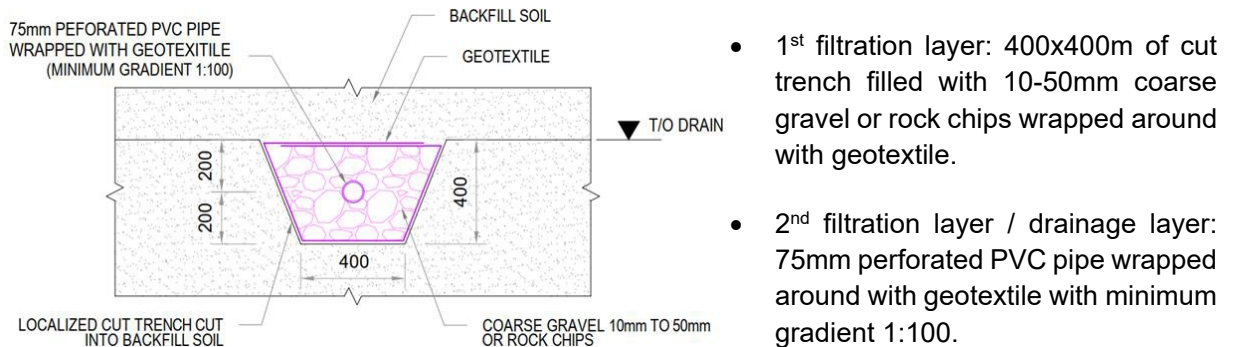 75mm PEFORATED PVC PIPE
WRAPPED WITH GEOTEXITILE
(MINIMUM GRADIENT 1:100)
BACKFILL SOIL
GEOTEXTILE
T/O DRAIN
200
200
400
400
LOCALIZED CUT TRENCH CUT
INTO BACKFILL SOIL
COARSE GRAVEL 10mm TO 50mm
OR ROCK CHIPS
• 1st filtration layer: 400x400m of cut
trench filled with 10-50mm coarse
gravel or rock chips wrapped around
with geotextile.
• 2nd filtration layer / drainage layer:
75mm perforated PVC pipe wrapped
around with geotextile with minimum
gradient 1:100.